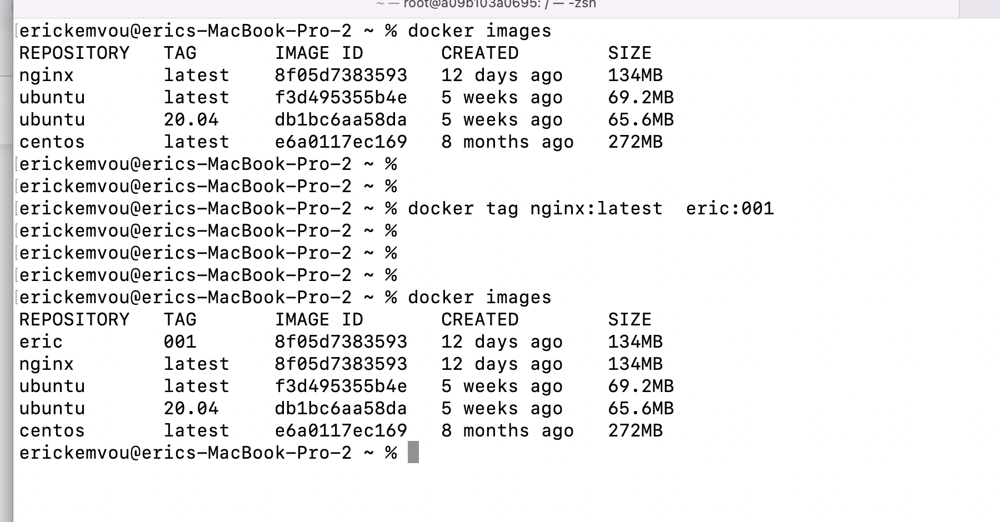 ~ — root@a09b103a0695: / — -zsh
erickemvou@erics-MacBook-Pro-2 ~ % docker images
REPOSITORY   TAG       IMAGE ID       CREATED        SIZE
nginx        latest    8f05d7383593   12 days ago    134MB
ubuntu       latest    f3d495355b4e   5 weeks ago    69.2MB
ubuntu       20.04     db1bc6aa58da   5 weeks ago    65.6MB
centos       latest    e6a0117ec169   8 months ago   272MB
erickemvou@erics-MacBook-Pro-2 ~ %
erickemvou@erics-MacBook-Pro-2 ~ %
erickemvou@erics-MacBook-Pro-2 ~ % docker tag nginx:latest  eric:001
erickemvou@erics-MacBook-Pro-2 ~ %
erickemvou@erics-MacBook-Pro-2 ~ %
erickemvou@erics-MacBook-Pro-2 ~ %
erickemvou@erics-MacBook-Pro-2 ~ % docker images
REPOSITORY   TAG       IMAGE ID       CREATED        SIZE
eric         001       8f05d7383593   12 days ago    134MB
nginx        latest    8f05d7383593   12 days ago    134MB
ubuntu       latest    f3d495355b4e   5 weeks ago    69.2MB
ubuntu       20.04     db1bc6aa58da   5 weeks ago    65.6MB
centos       latest    e6a0117ec169   8 months ago   272MB
erickemvou@erics-MacBook-Pro-2 ~ %